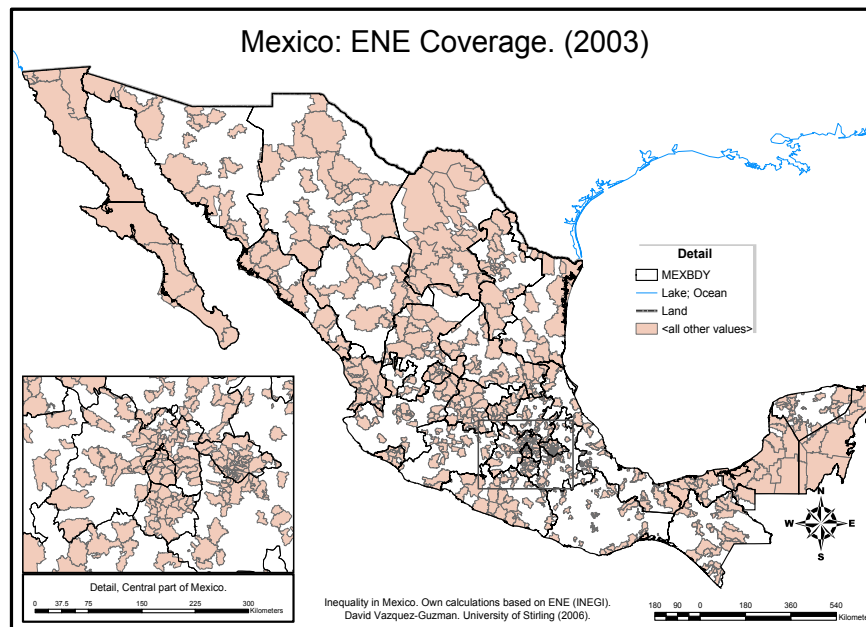 Mexico: ENE Coverage. (2003)
Detail
MEXBDY
Lake; Ocean
Land
<all other values>
N
W E
S
Detail, Central part of Mexico.
0 37.5 75 150 225 300
Kilometers
Inequality in Mexico. Own calculations based on ENE (INEGI).
David Vazquez-Guzman. University of Stirling (2006).
180 90 0 180 360 540
Kilomet